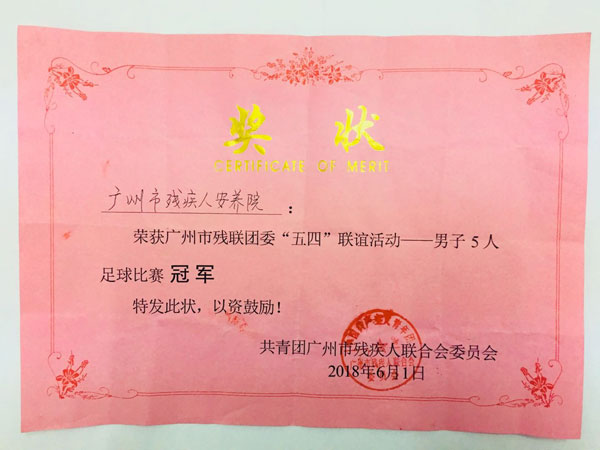 奖状
CERTIFICATE OF MERIT
广州市残疾人安养院：
荣获广州市残联团委“五四”联谊活动——男子5人
足球比赛 冠军
特发此状，以资鼓励！
共青团广州市残疾人联合会委员会
2018年6月1日